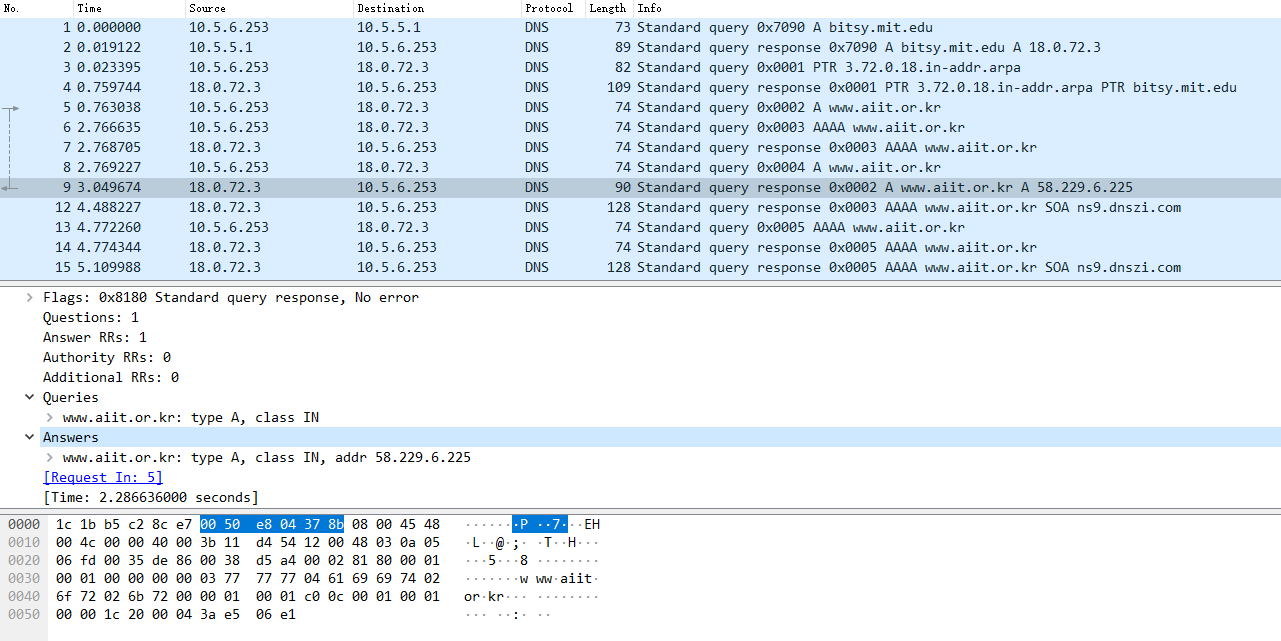 No. Time Source Destination Protocol Length Info
1 0.000000 10.5.6.253 10.5.5.1 DNS 73 Standard query 0x7090 A bitsy.mit.edu
2 0.019122 10.5.5.1 10.5.6.253 DNS 89 Standard query response 0x7090 A bitsy.mit.edu A 18.0.72.3
3 0.023395 10.5.6.253 18.0.72.3 DNS 82 Standard query 0x0001 PTR 3.72.0.18.in-addr.arpa
4 0.759744 18.0.72.3 10.5.6.253 DNS 109 Standard query response 0x0001 PTR 3.72.0.18.in-addr.arpa PTR bitsy.mit.edu
5 0.763038 10.5.6.253 18.0.72.3 DNS 74 Standard query 0x0002 A www.aiit.or.kr
6 2.766635 10.5.6.253 18.0.72.3 DNS 74 Standard query 0x0003 AAAA www.aiit.or.kr
7 2.768705 18.0.72.3 10.5.6.253 DNS 74 Standard query response 0x0003 AAAA www.aiit.or.kr
8 2.769227 10.5.6.253 18.0.72.3 DNS 74 Standard query 0x0004 A www.aiit.or.kr
9 3.049674 18.0.72.3 10.5.6.253 DNS 90 Standard query response 0x0002 A www.aiit.or.kr A 58.229.6.225
12 4.488227 18.0.72.3 10.5.6.253 DNS 128 Standard query response 0x0003 AAAA www.aiit.or.kr SOA ns9.dnszi.com
13 4.772260 10.5.6.253 18.0.72.3 DNS 74 Standard query 0x0005 AAAA www.aiit.or.kr
14 4.774344 18.0.72.3 10.5.6.253 DNS 74 Standard query response 0x0005 AAAA www.aiit.or.kr
15 5.109988 18.0.72.3 10.5.6.253 DNS 128 Standard query response 0x0005 AAAA www.aiit.or.kr SOA ns9.dnszi.com
Flags: 0x8180 Standard query response, No error
Questions: 1
Answer RRs: 1
Authority RRs: 0
Additional RRs: 0
Queries
www.aiit.or.kr: type A, class IN
Answers
www.aiit.or.kr: type A, class IN, addr 58.229.6.225
[Request In: 5]
[Time: 2.286636000 seconds]
0000 1c 1b b5 c2 8c e7 00 50 e8 04 37 8b 08 00 45 48 ·······P ··7···EH
0010 00 4c 00 00 40 00 3b 11 d4 54 12 00 48 03 0a 05 ·L··@·;· ·T··H···
0020 06 fd 00 35 de 86 00 38 d5 a4 00 02 81 80 00 01 ···5···8 ········
0030 00 01 00 00 00 00 03 77 77 77 04 61 69 69 74 02 ·······w ww·aiit·
0040 6f 72 02 6b 72 00 00 01 00 01 c0 0c 00 01 00 01 or·kr··· ········
0050 00 00 1c 20 00 04 3a e5 06 e1 ··· ··:· ··